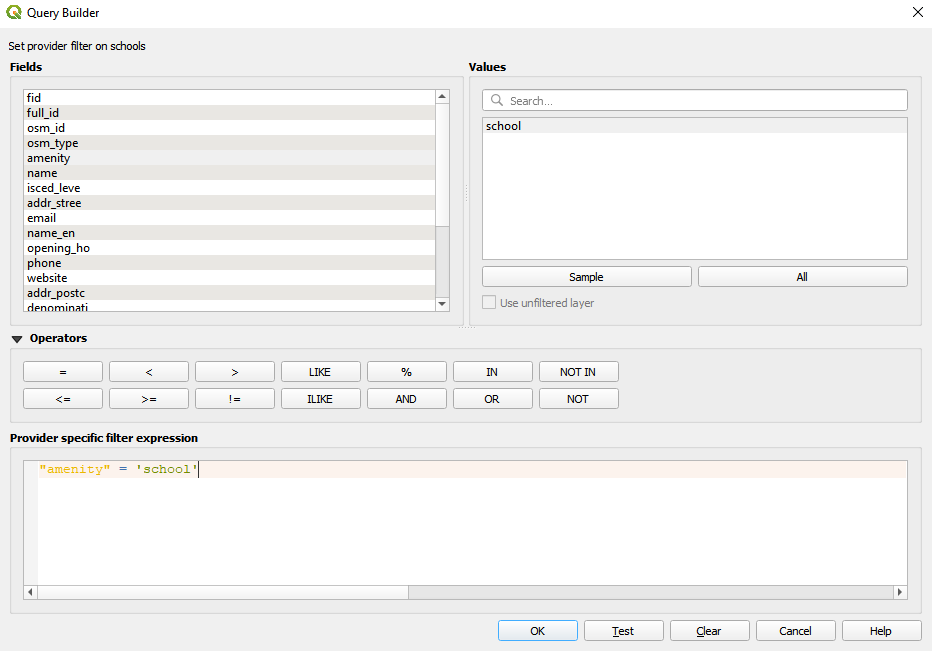 Query Builder
Set provider filter on schools
Fields
Values
fid
full_id
osm_id
osm_type
amenity
name
isced_leve
addr_stree
email
name_en
opening_ho
phone
website
addr_postc
denominati
Search...
school
Sample All
Use unfiltered layer
Operators
= < > LIKE % IN NOT IN
<= >= != ILIKE AND OR NOT
Provider specific filter expression
"amenity" = 'school'
OK Test Clear Cancel Help